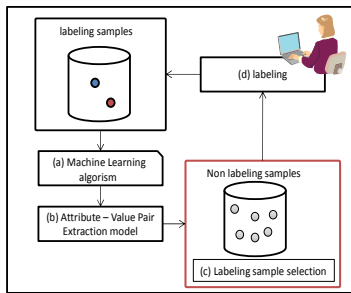 labeling samples
(d) labeling
(a) Machine Learning
algorism
Non labeling samples
(b) Attribute – Value Pair
Extraction model
(c) Labeling sample selection